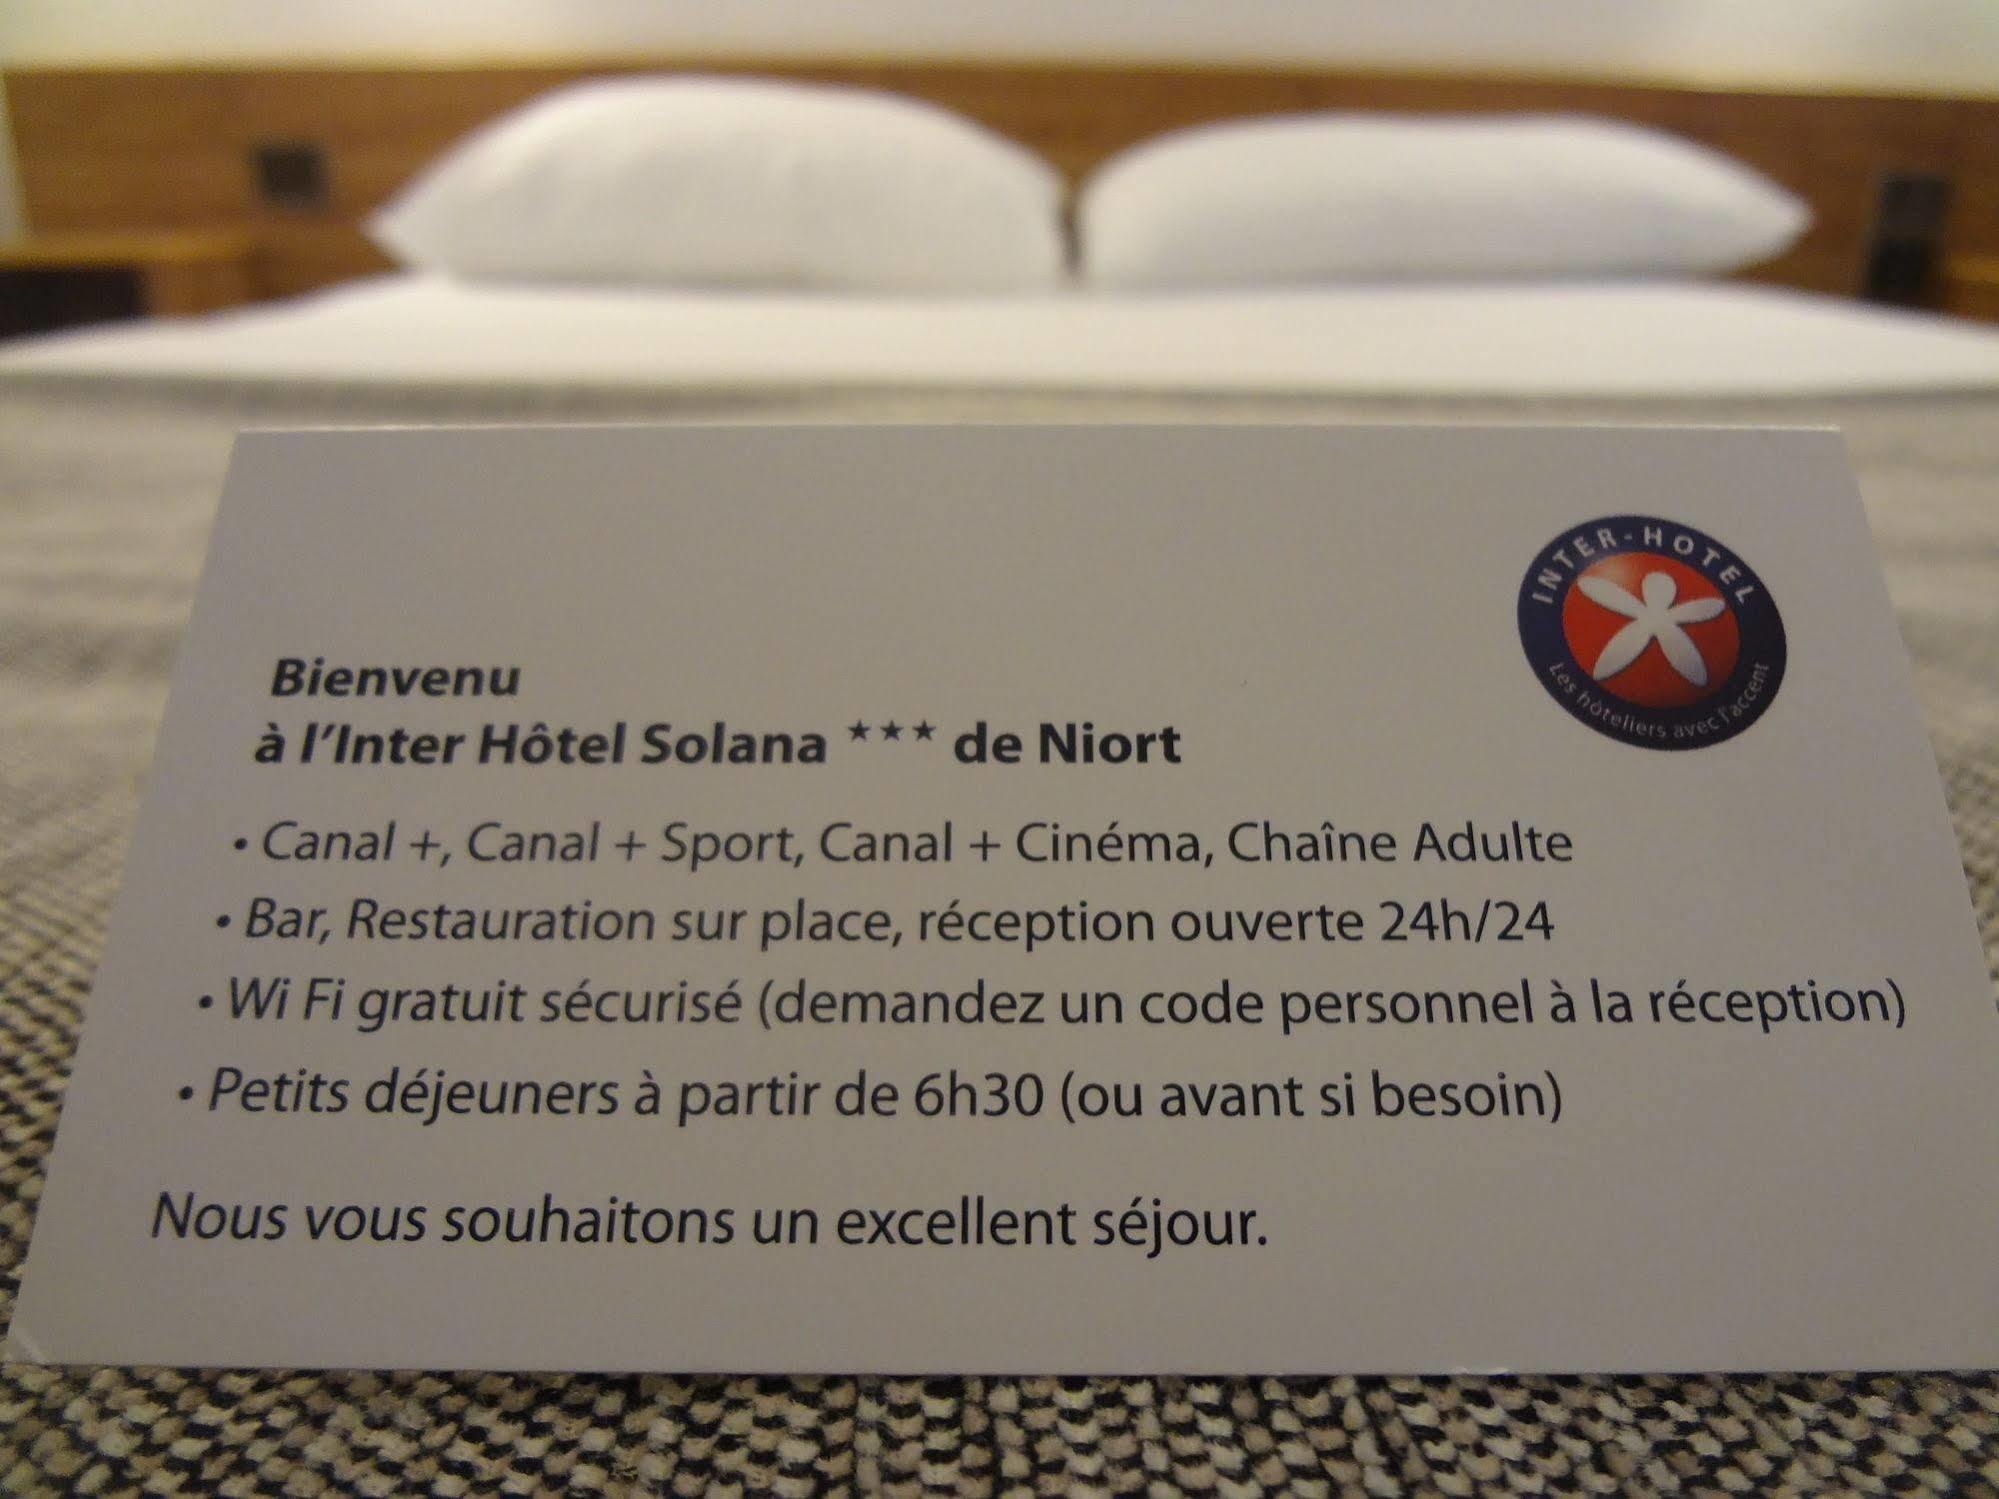 INTER-HOTEL
Les hôteliers avec l'accent
Bienvenu
à l'Inter Hôtel Solana *** de Niort
• Canal +, Canal + Sport, Canal + Cinéma, Chaîne Adulte
• Bar, Restauration sur place, réception ouverte 24h/24
• Wi Fi gratuit sécurisé (demandez un code personnel à la réception)
• Petits déjeuners à partir de 6h30 (ou avant si besoin)
Nous vous souhaitons un excellent séjour.